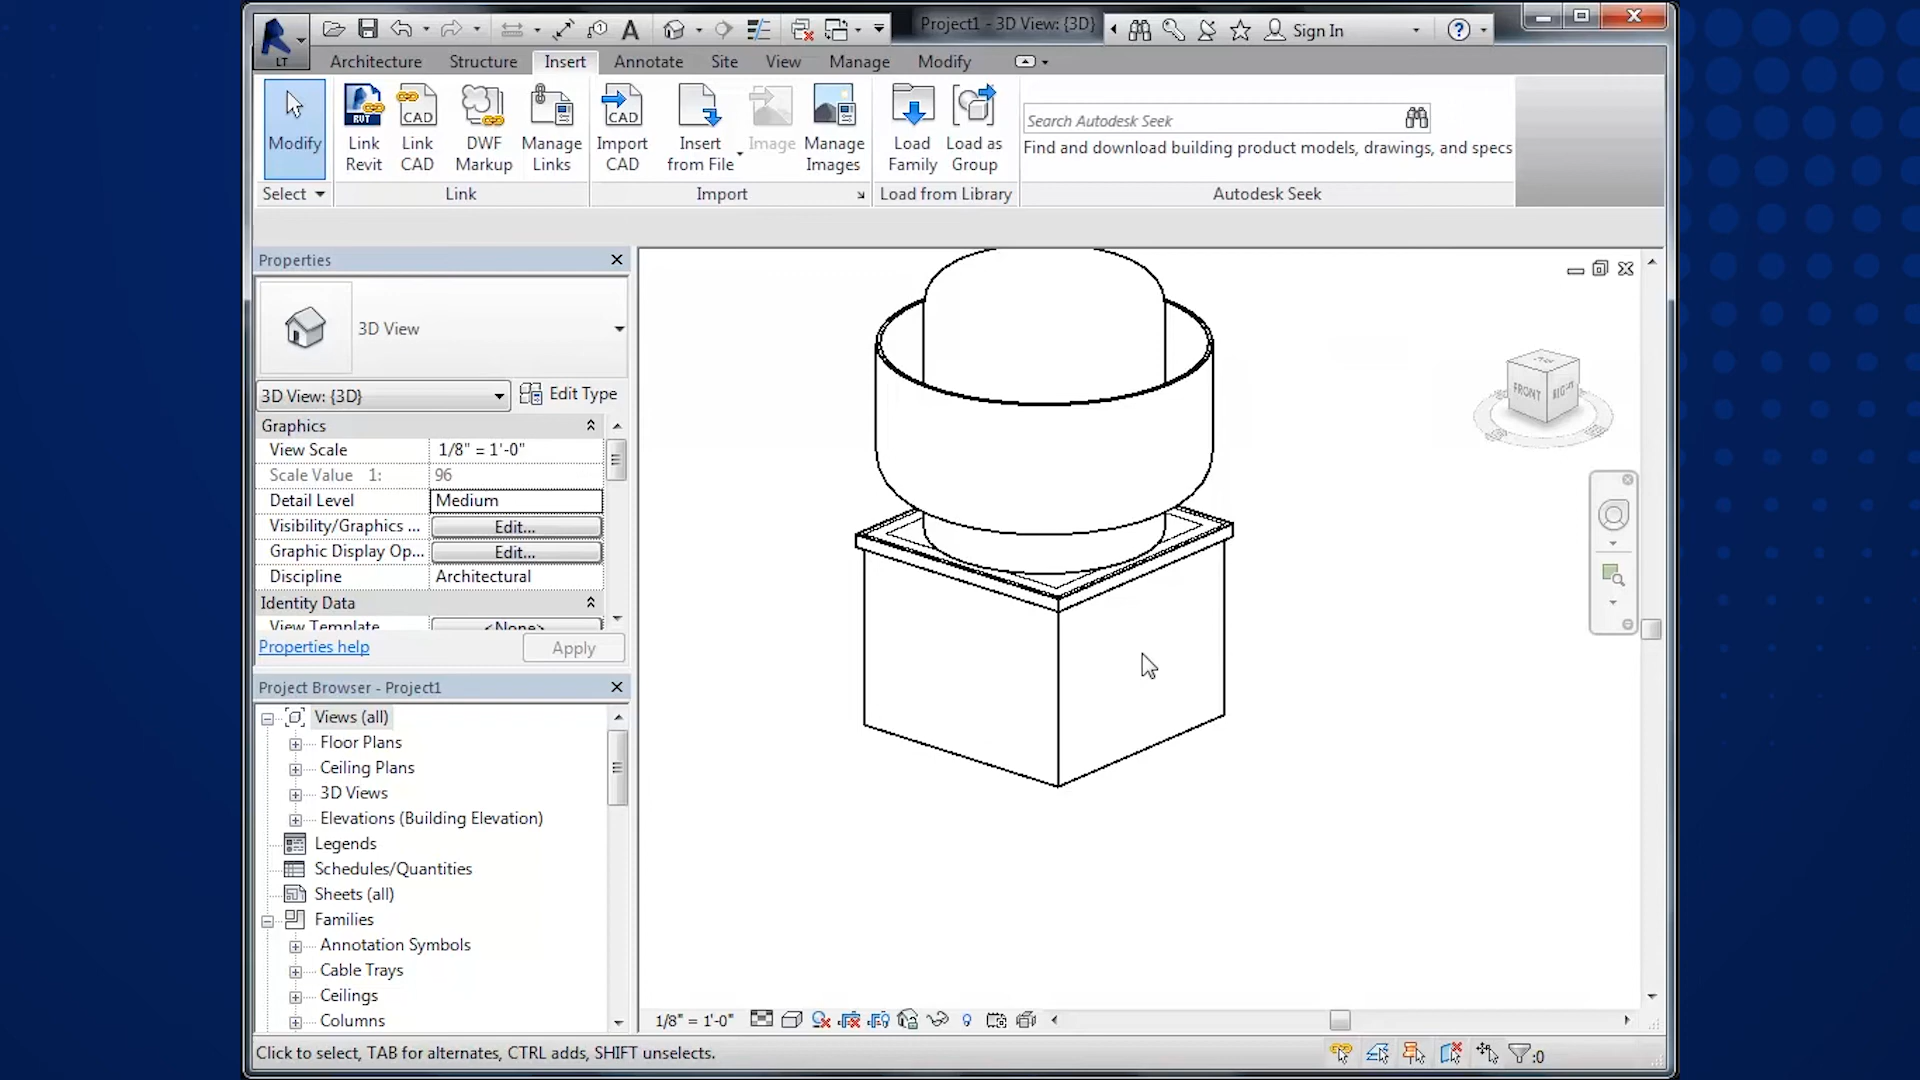 Project1 - 3D View: {3D}
Sign In
LT
Architecture Structure Insert Annotate Site View Manage Modify
Modify
Link Revit
Link CAD
DWF Markup
Manage Links
Import CAD
Insert from File
Image
Manage Images
Load Family
Load as Group
Search Autodesk Seek
Find and download building product models, drawings, and specs
Select Link Import Load from Library Autodesk Seek
Properties
3D View
3D View: {3D} Edit Type
Graphics
View Scale 1/8" = 1'-0"
Scale Value 1: 96
Detail Level Medium
Visibility/Graphics ... Edit...
Graphic Display Op... Edit...
Discipline Architectural
Identity Data
View Template <None>
Properties help Apply
Project Browser - Project1
Views (all)
Floor Plans
Ceiling Plans
3D Views
Elevations (Building Elevation)
Legends
Schedules/Quantities
Sheets (all)
Families
Annotation Symbols
Cable Trays
Ceilings
Columns
FRONT RIGHT
1/8" = 1'-0"
Click to select, TAB for alternates, CTRL adds, SHIFT unselects.
:0